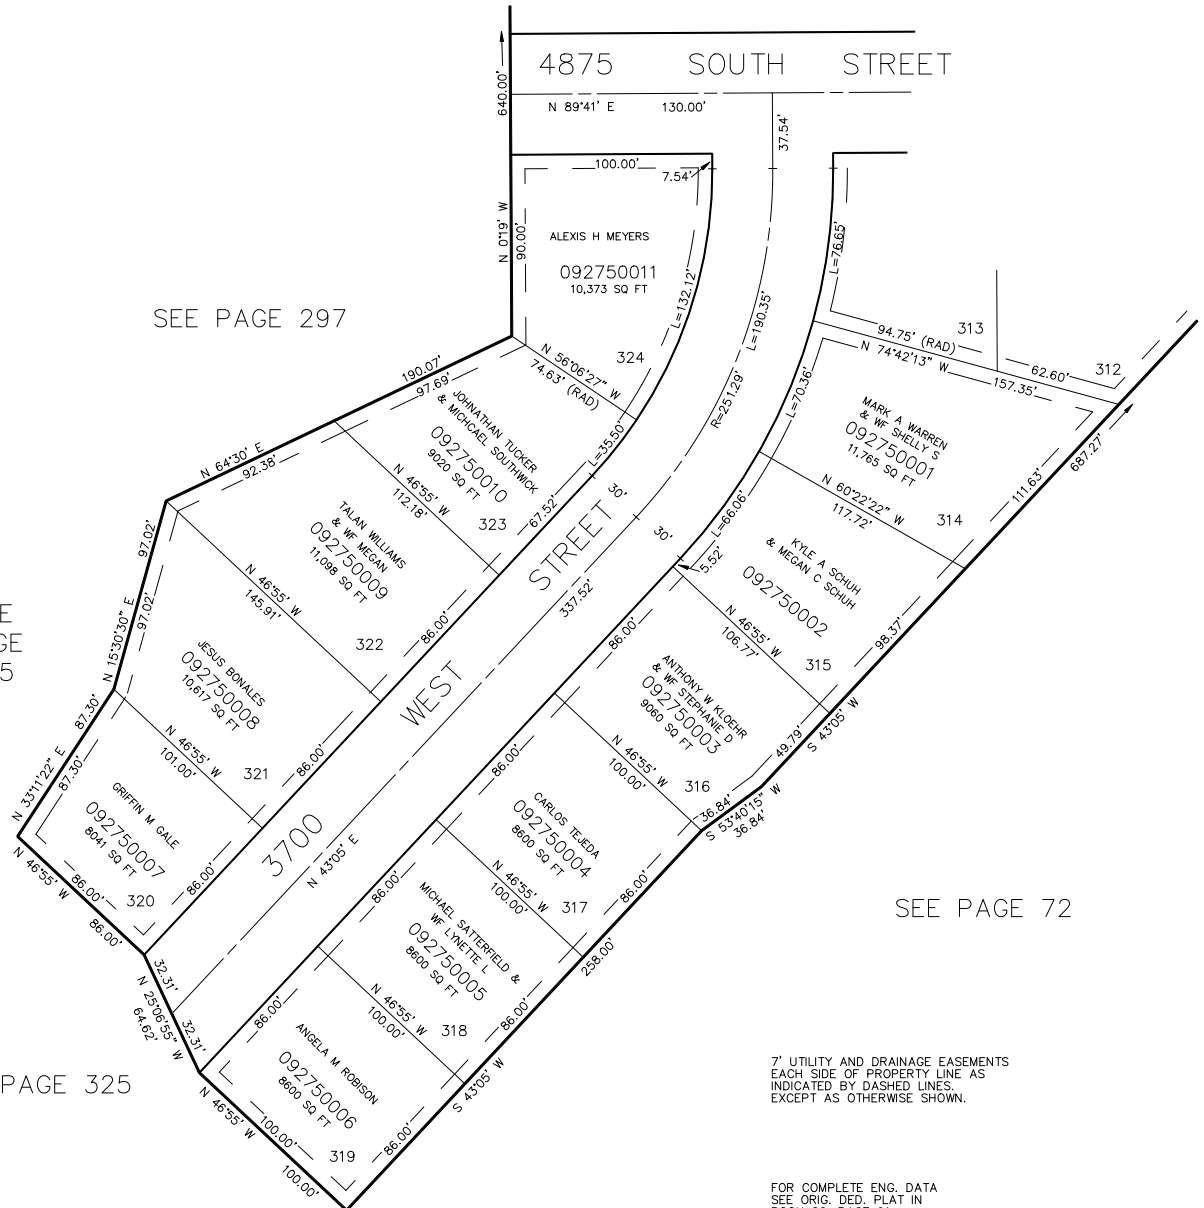 4875 SOUTH STREET
640.00'
N 89°41' E 130.00'
37.54'
100.00'
7.54'
N 0°19' W
90.00'
ALEXIS H MEYERS
092750011
10,373 SQ FT
L=132.12'
L=190.35'
R=251.29'
L=76.65'
324
N 56°06'27" W
74.63' (RAD)
SEE PAGE 297
94.75' (RAD)
313
N 74°42'13" W
62.60'
312
157.35'
687.27'
190.07'
97.69'
JOHNATHAN TUCKER
& MICHCAEL SOUTHWICK
092750010
9020 SQ FT
L=35.50'
67.52'
323
N 46°55' W
112.18'
L=70.36'
MARK A WARREN
& WF SHELLY S
092750001
11,765 SQ FT
111.63'
314
N 60°22'22" W
117.72'
N 64°30' E
92.38'
TALAN WILLIAMS
& WF MEGAN
092750009
11,098 SQ FT
322
86.00'
N 46°55' W
145.91'
30'
30'
L=66.06'
5.52'
KYLE A SCHUH
& MEGAN C SCHUH
092750002
315
98.37'
N 46°55' W
106.77'
97.02'
97.02'
N 15°30'30" E
JESUS BONALES
092750008
10,617 SQ FT
321
86.00'
N 46°55' W
101.00'
3700 WEST STREET
337.52'
N 43°05' E
86.00'
ANTHONY W KLOEHR
& WF STEPHANIE D
092750003
9060 SQ FT
316
49.79'
S 43°05' W
36.84'
S 53°40'15" W
36.84'
N 46°55' W
100.00'
E
GE
5
87.30'
87.30'
N 33°11'22" E
GRIFFIN M GALE
092750007
8041 SQ FT
320
86.00'
86.00'
N 46°55' W
86.00'
86.00'
CARLOS TEJEDA
092750004
8600 SQ FT
317
86.00'
N 46°55' W
100.00'
258.00'
SEE PAGE 72
86.00'
MICHAEL SATTERFIELD &
WF LYNETTE L
092750005
8600 SQ FT
318
86.00'
N 46°55' W
100.00'
32.31'
N 25°06'55" W
64.62'
32.31'
86.00'
ANGELA M ROBISON
092750006
8600 SQ FT
319
86.00'
S 43°05' W
N 46°55' W
100.00'
100.00'
PAGE 325
7' UTILITY AND DRAINAGE EASEMENTS
EACH SIDE OF PROPERTY LINE AS
INDICATED BY DASHED LINES.
EXCEPT AS OTHERWISE SHOWN.
FOR COMPLETE ENG. DATA
SEE ORIG. DED. PLAT IN